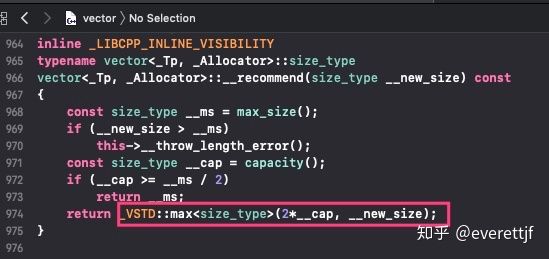 vector > No Selection
964 inline _LIBCPP_INLINE_VISIBILITY
965 typename vector<_Tp, _Allocator>::size_type
966 vector<_Tp, _Allocator>::__recommend(size_type __new_size) const
967 {
968     const size_type __ms = max_size();
969     if (__new_size > __ms)
970         this->__throw_length_error();
971     const size_type __cap = capacity();
972     if (__cap >= __ms / 2)
973         return __ms;
974     return _VSTD::max<size_type>(2*__cap, __new_size);
975 }
976
知乎 @everettjf